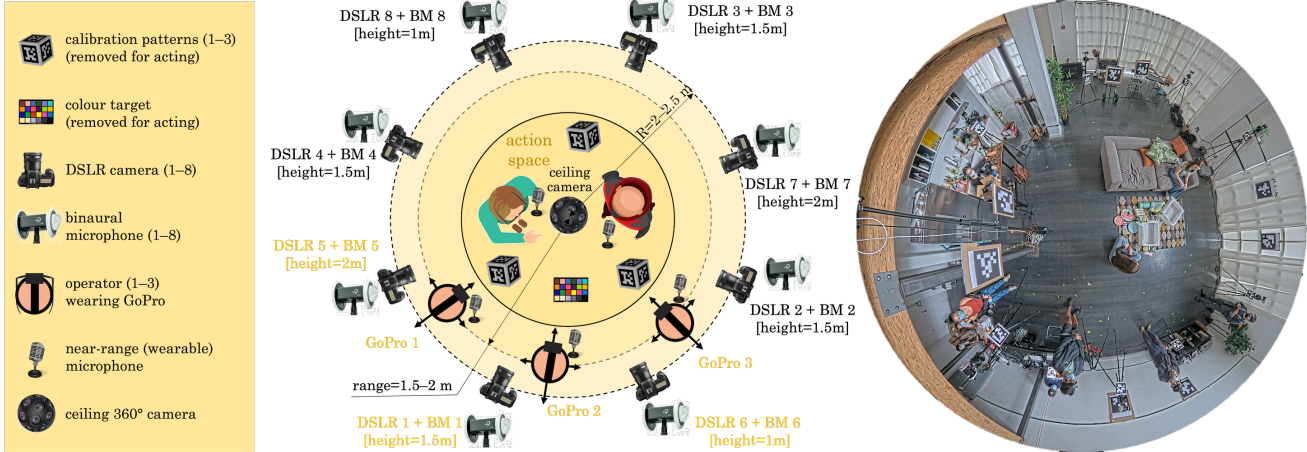 calibration patterns (1–3)
(removed for acting)
colour target
(removed for acting)
DSLR camera (1–8)
binaural
microphone (1–8)
operator (1–3)
wearing GoPro
near-range (wearable)
microphone
ceiling 360° camera
DSLR 8 + BM 8
[height=1m]
DSLR 3 + BM 3
[height=1.5m]
R=2–2.5 m
DSLR 4 + BM 4
[height=1.5m]
action
space
ceiling
camera
DSLR 7 + BM 7
[height=2m]
DSLR 5 + BM 5
[height=2m]
DSLR 2 + BM 2
[height=1.5m]
GoPro 1
GoPro 3
range=1.5–2 m
GoPro 2
DSLR 1 + BM 1
[height=1.5m]
DSLR 6 + BM 6
[height=1m]